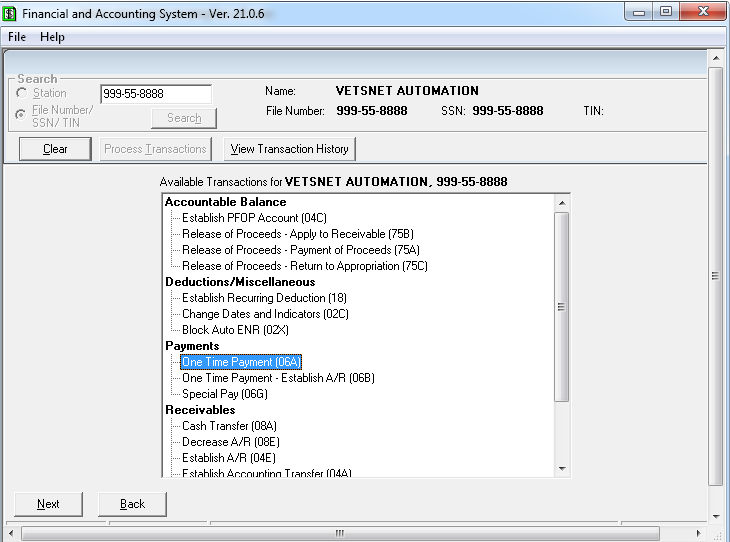 Financial and Accounting System - Ver. 21.0.6
File Help
Search
Station
999-55-8888
File Number/
SSN/ TIN
Search
Name: VETSNET AUTOMATION
File Number: 999-55-8888 SSN: 999-55-8888 TIN:
Clear Process Transactions View Transaction History
Available Transactions for VETSNET AUTOMATION, 999-55-8888
Accountable Balance
Establish PFOP Account (04C)
Release of Proceeds - Apply to Receivable (75B)
Release of Proceeds - Payment of Proceeds (75A)
Release of Proceeds - Return to Appropriation (75C)
Deductions/Miscellaneous
Establish Recurring Deduction (18)
Change Dates and Indicators (02C)
Block Auto ENR (02X)
Payments
One Time Payment (06A)
One Time Payment - Establish A/R (06B)
Special Pay (06G)
Receivables
Cash Transfer (08A)
Decrease A/R (08E)
Establish A/R (04E)
Establish Accounting Transfer (04A)
Next Back